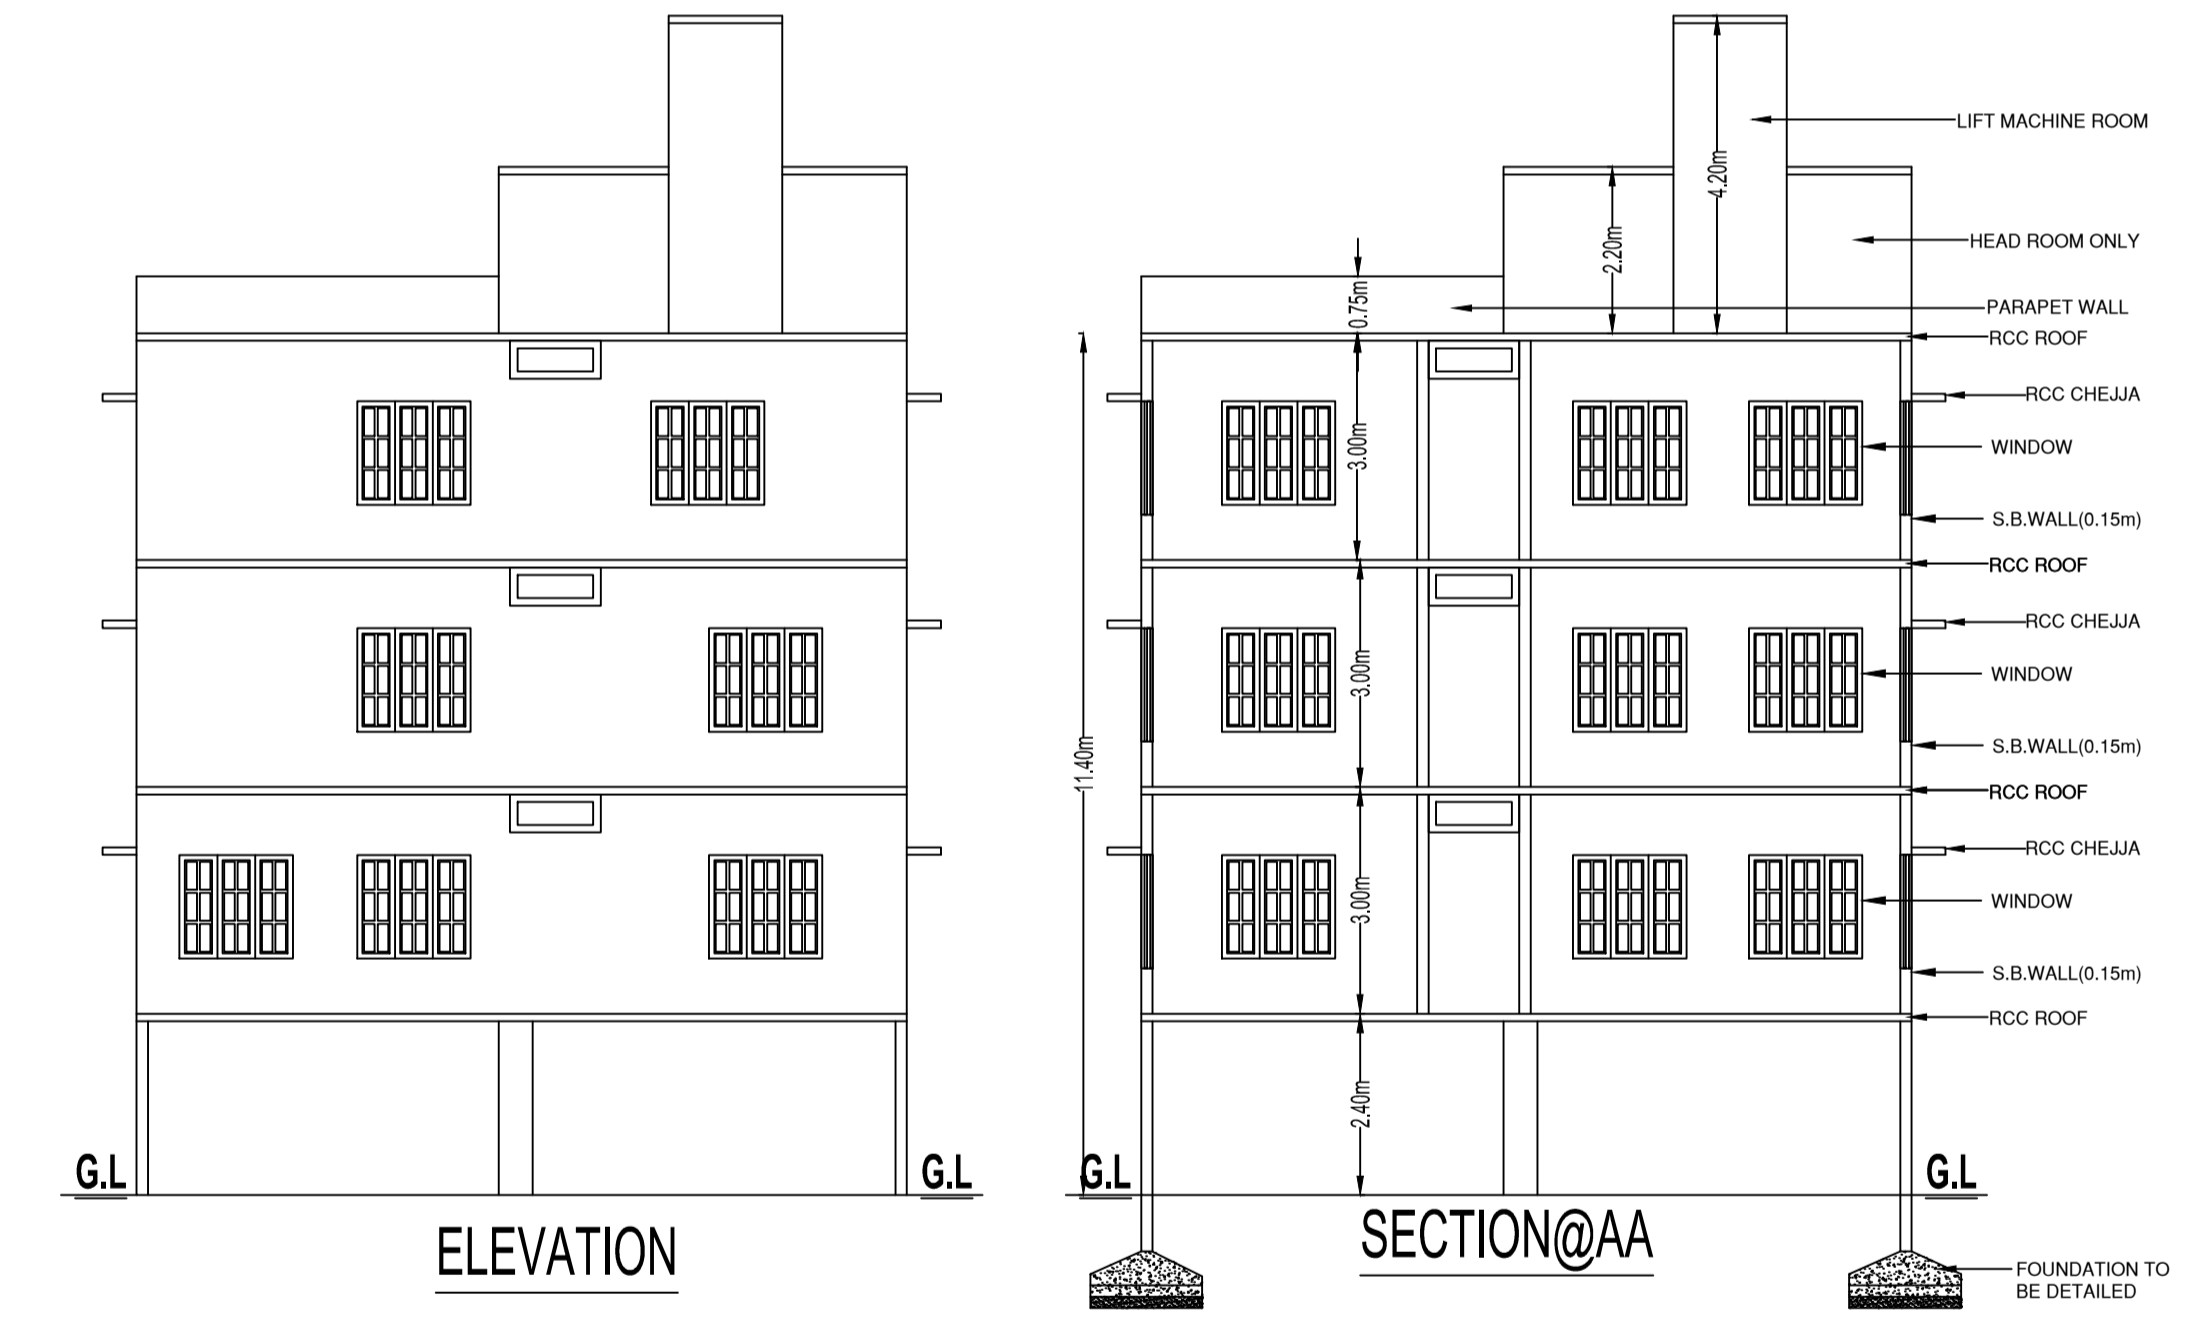 4.20m
LIFT MACHINE ROOM
2.20m
HEAD ROOM ONLY
0.75m
PARAPET WALL
RCC ROOF
RCC CHEJJA
3.00m
WINDOW
S.B.WALL(0.15m)
RCC ROOF
RCC CHEJJA
3.00m
WINDOW
11.40m
S.B.WALL(0.15m)
RCC ROOF
RCC CHEJJA
3.00m
WINDOW
S.B.WALL(0.15m)
RCC ROOF
2.40m
G.L
G.L
G.L
G.L
ELEVATION
SECTION@AA
FOUNDATION TO
BE DETAILED